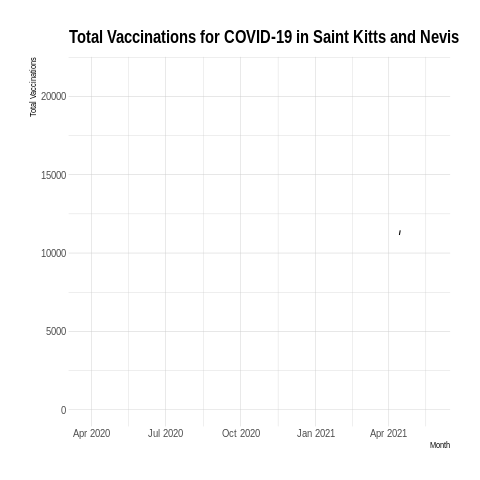 Total Vaccinations for COVID-19 in Saint Kitts and Nevis
Total Vaccinations
20000
15000
10000
5000
0
Apr 2020 Jul 2020 Oct 2020 Jan 2021 Apr 2021
Month